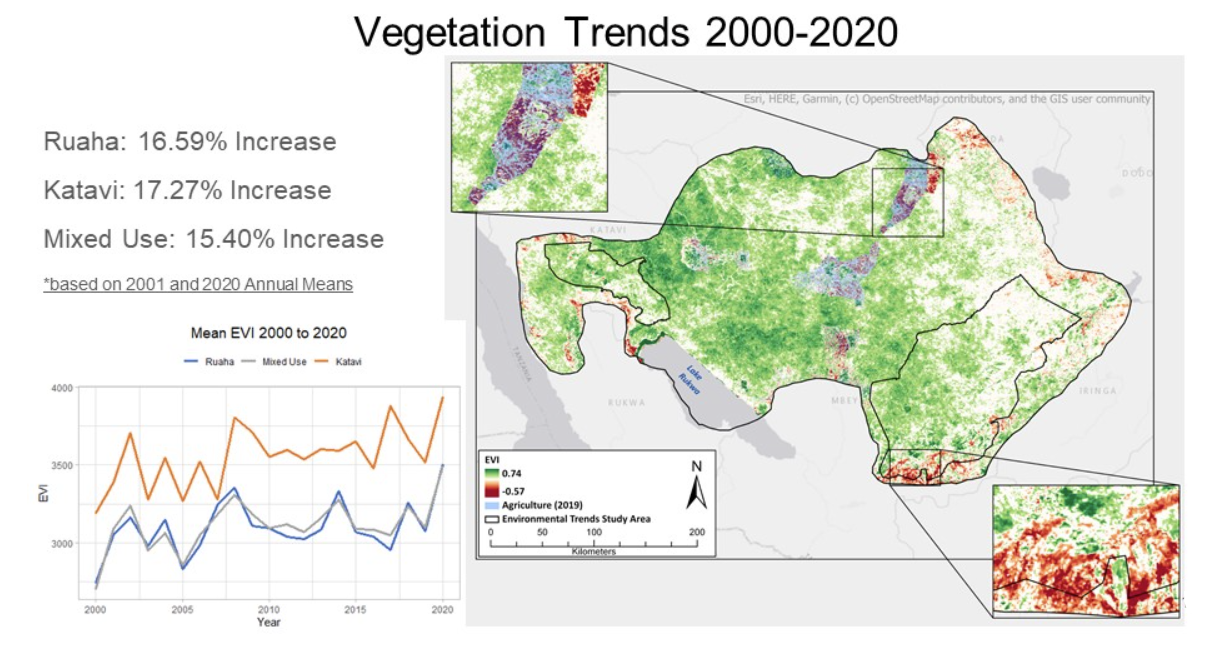 Vegetation Trends 2000-2020
Ruaha: 16.59% Increase
Katavi: 17.27% Increase
Mixed Use: 15.40% Increase
*based on 2001 and 2020 Annual Means
Mean EVI 2000 to 2020
Ruaha Mixed Use Katavi
4000
3500
3000
EVI
2000 2005 2010 2015 2020
Year
Esri, HERE, Garmin, (c) OpenStreetMap contributors, and the GIS user community
KATAVI
TANZANIA
RUKWA
Lake
Rukwa
MBEY
IRINGA
DODO
EVI
0.74
-0.57
Agriculture (2019)
Environmental Trends Study Area
0 50 100 200
Kilometers
N